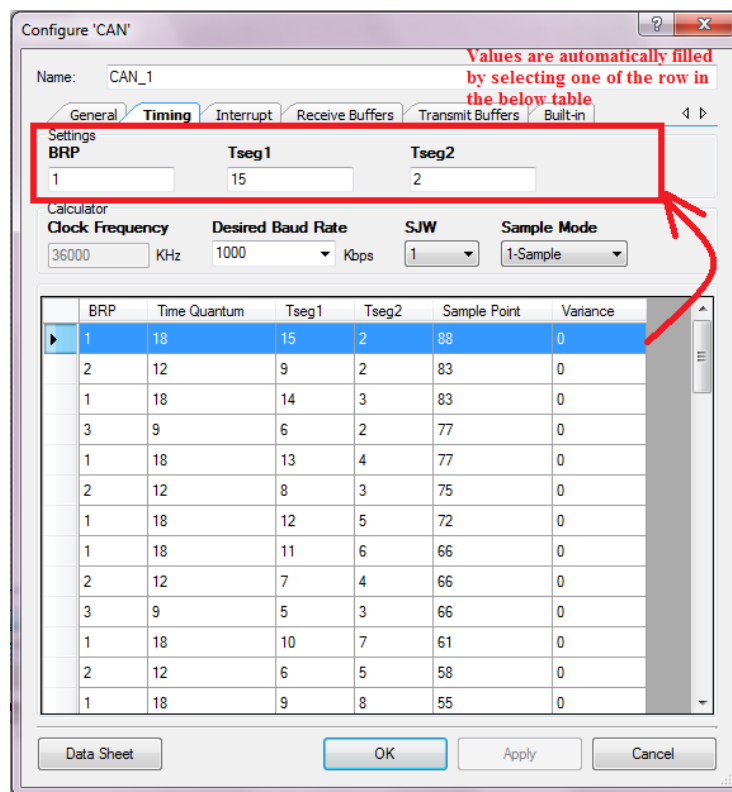 Configure 'CAN'
Values are automatically filled
by selecting one of the row in
the below table
Name: CAN_1
General Timing Interrupt Receive Buffers Transmit Buffers Built-in
Settings
BRP Tseg1 Tseg2
1 15 2
Calculator
Clock Frequency Desired Baud Rate SJW Sample Mode
36000 KHz 1000 Kbps 1 1-Sample
BRP Time Quantum Tseg1 Tseg2 Sample Point Variance
1 18 15 2 88 0
2 12 9 2 83 0
1 18 14 3 83 0
3 9 6 2 77 0
1 18 13 4 77 0
2 12 8 3 75 0
1 18 12 5 72 0
1 18 11 6 66 0
2 12 7 4 66 0
3 9 5 3 66 0
1 18 10 7 61 0
2 12 6 5 58 0
1 18 9 8 55 0
Data Sheet OK Apply Cancel